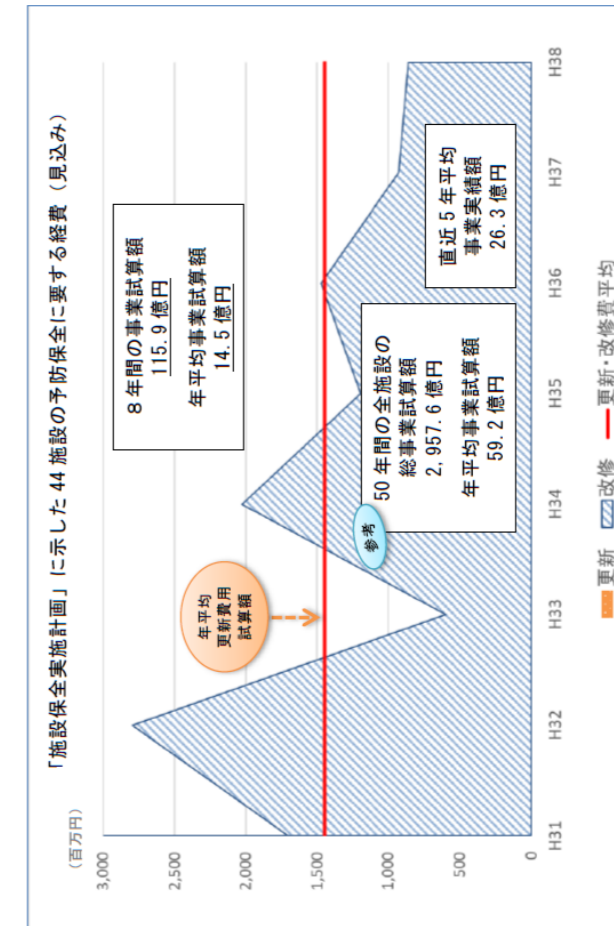 「施設保全実施計画」に示した 44 施設の予防保全に要する経費（見込み）
（百万円）
3,000
2,500
2,000
1,500
1,000
500
0
8 年間の事業試算額
115.9 億円
年平均事業試算額
14.5 億円
年平均
更新費用
試算額
参考
50 年間の全施設の
総事業試算額
2,957.6 億円
年平均事業試算額
59.2 億円
直近 5 年平均
事業実績額
26.3 億円
H31 H32 H33 H34 H35 H36 H37 H38
更新 改修 更新・改修費平均